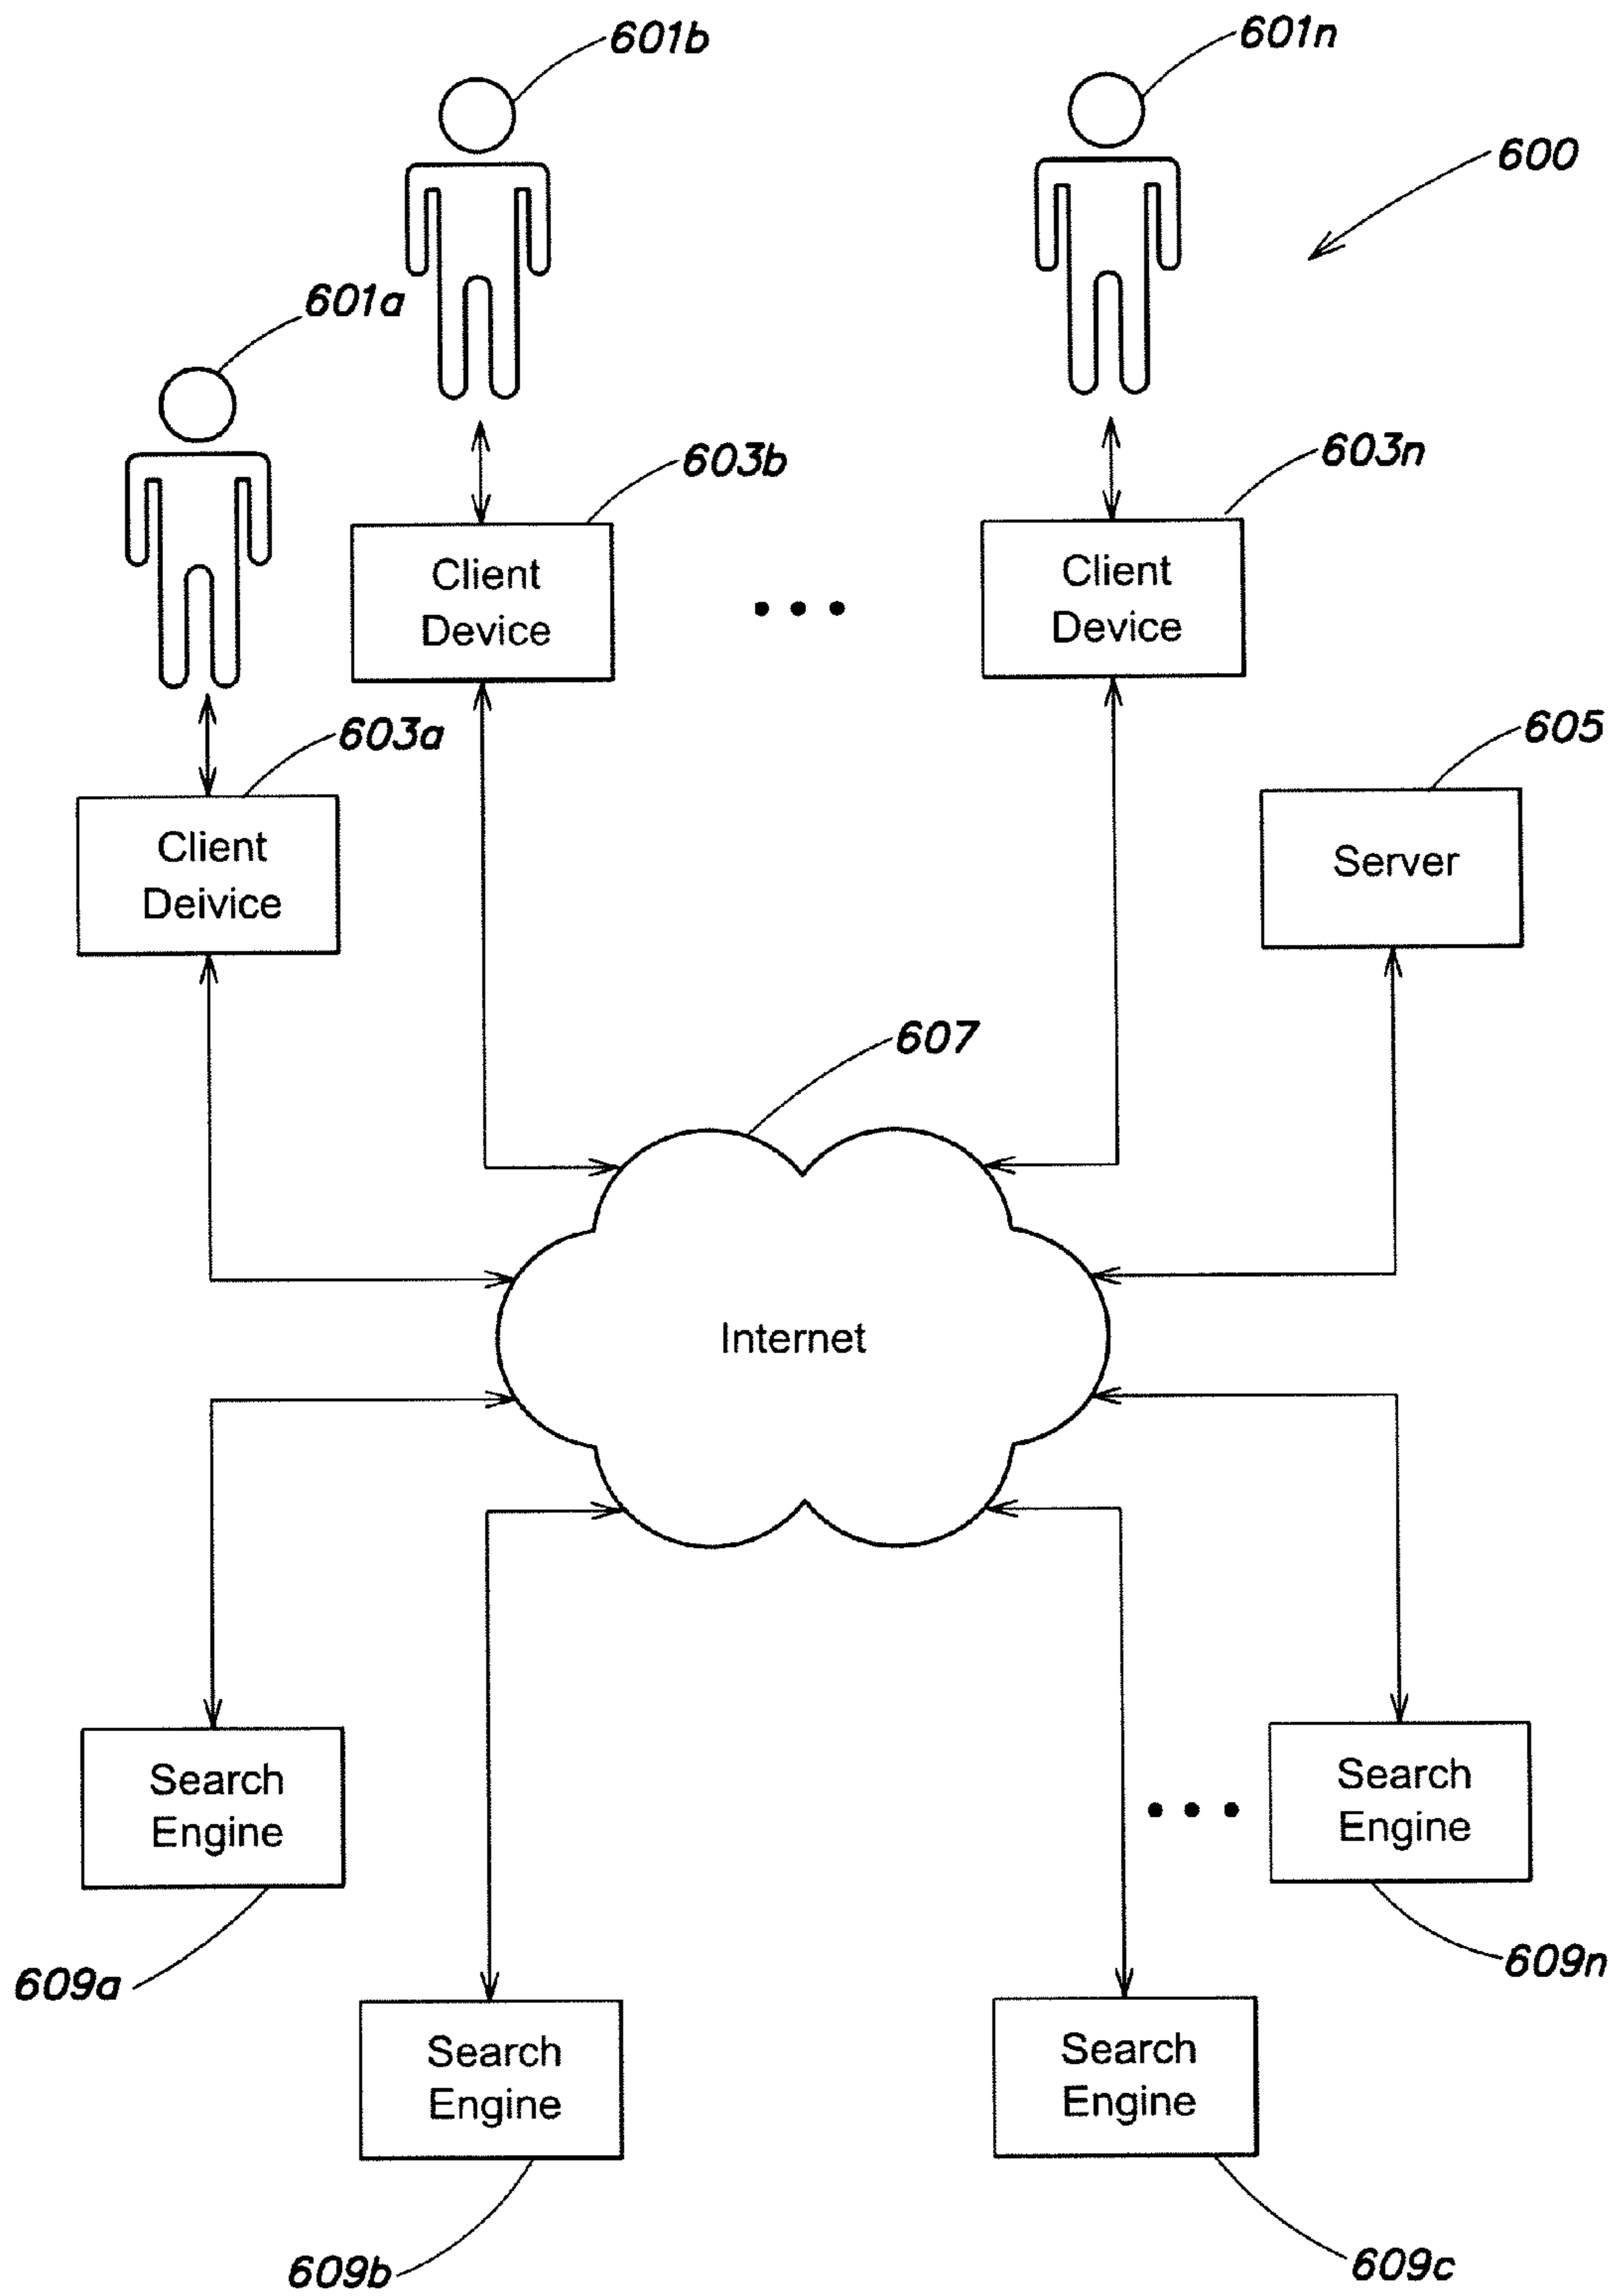 601b
601n
600
601a
603b
603n
Client
Device
Client
Device
603a
605
Client
Deivice
Server
607
Internet
Search
Engine
Search
Engine
609a
609n
Search
Engine
Search
Engine
609b
609c